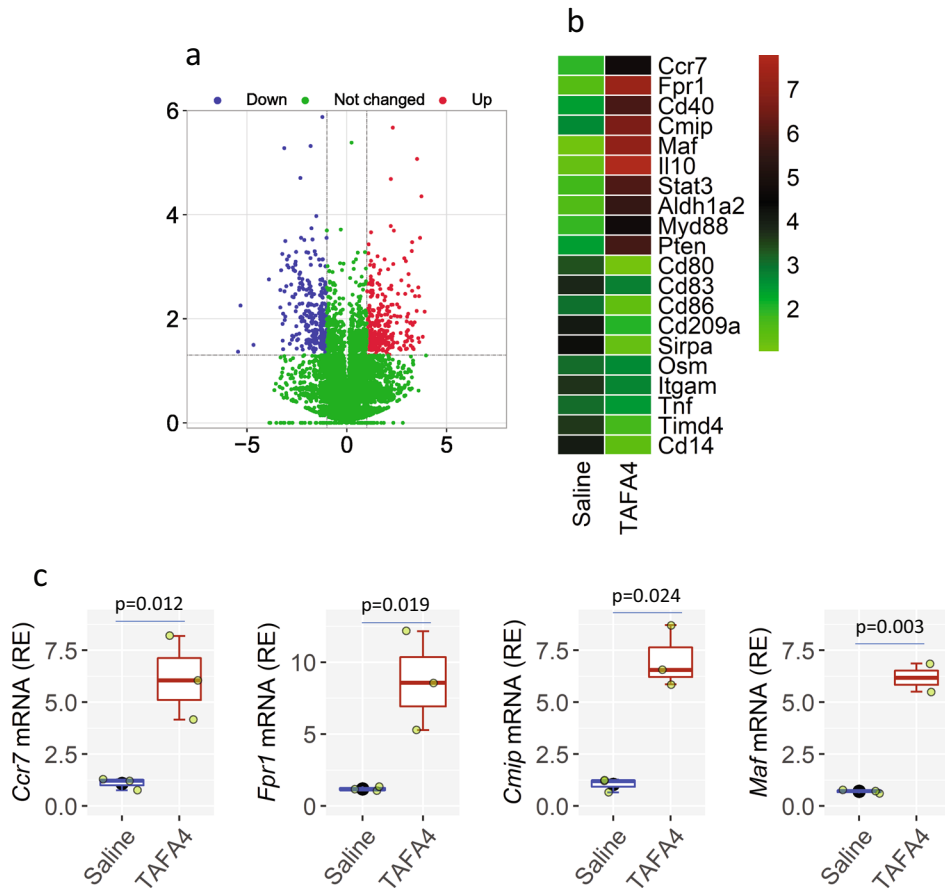 a
Down Not changed Up
6
4
2
0
−5 0 5
b
Ccr7
Fpr1
Cd40
Cmip
Maf
Il10
Stat3
Aldh1a2
Myd88
Pten
Cd80
Cd83
Cd86
Cd209a
Sirpa
Osm
Itgam
Tnf
Timd4
Cd14
Saline TAFA4
7
6
5
4
3
2
c
p=0.012
Ccr7 mRNA (RE)
7.5
5.0
2.5
0.0
Saline TAFA4
p=0.019
Fpr1 mRNA (RE)
10
5
0
Saline TAFA4
p=0.024
Cmip mRNA (RE)
7.5
5.0
2.5
0.0
Saline TAFA4
p=0.003
Maf mRNA (RE)
7.5
5.0
2.5
0.0
Saline TAFA4